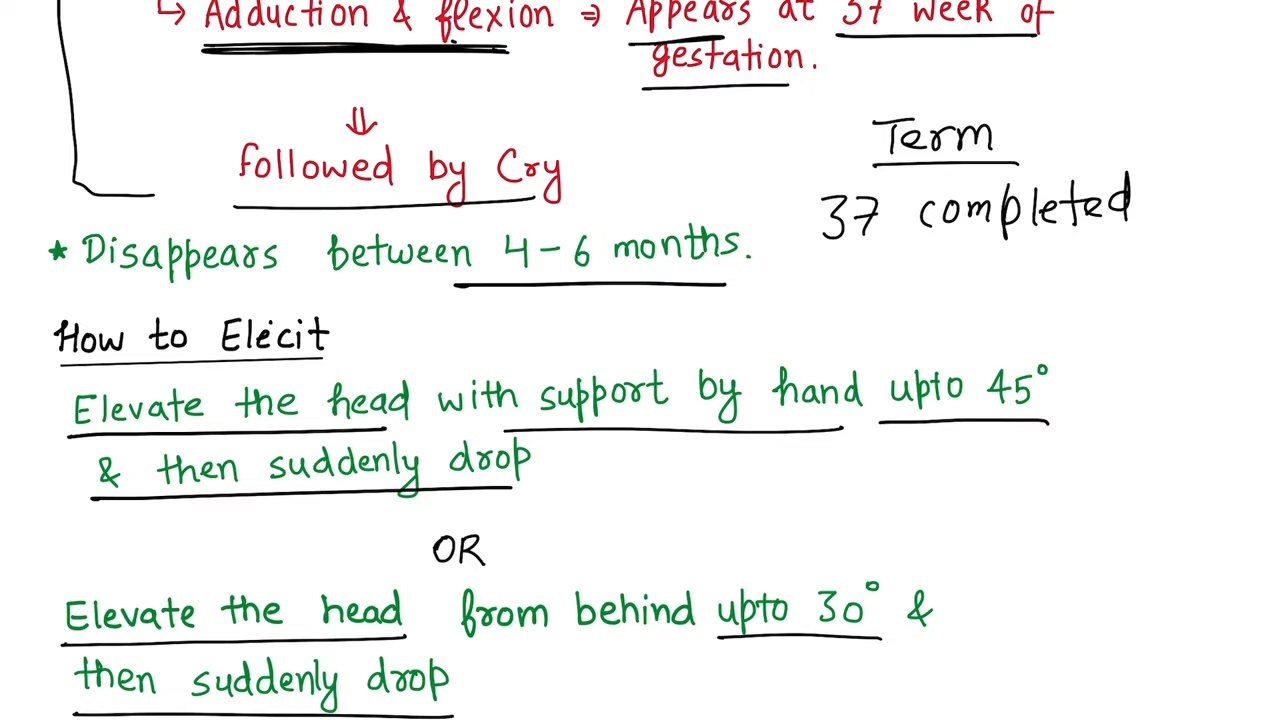 ↳ Adduction & flexion ⇒ Appears at 37 week of
gestation.
⇓
followed by Cry
Term
37 completed
* Disappears between 4-6 months.
How to Elecit
Elevate the head with support by hand upto 45°
& then suddenly drop
OR
Elevate the head from behind upto 30° &
then suddenly drop